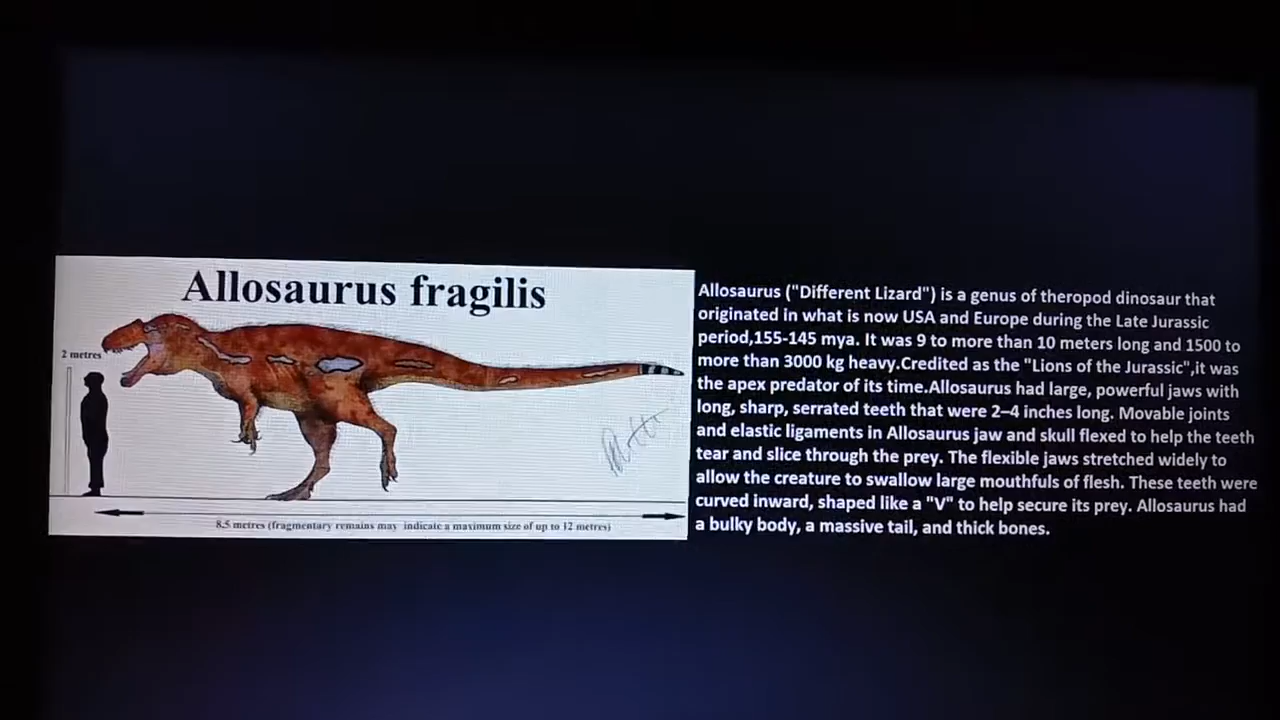 Allosaurus fragilis
2 metres
8.5 metres (fragmentary remains may indicate a maximum size of up to 12 metres)
Allosaurus ("Different Lizard") is a genus of theropod dinosaur that
originated in what is now USA and Europe during the Late Jurassic
period,155-145 mya. It was 9 to more than 10 meters long and 1500 to
more than 3000 kg heavy.Credited as the "Lions of the Jurassic",it was
the apex predator of its time.Allosaurus had large, powerful jaws with
long, sharp, serrated teeth that were 2–4 inches long. Movable joints
and elastic ligaments in Allosaurus jaw and skull flexed to help the teeth
tear and slice through the prey. The flexible jaws stretched widely to
allow the creature to swallow large mouthfuls of flesh. These teeth were
curved inward, shaped like a "V" to help secure its prey. Allosaurus had
a bulky body, a massive tail, and thick bones.